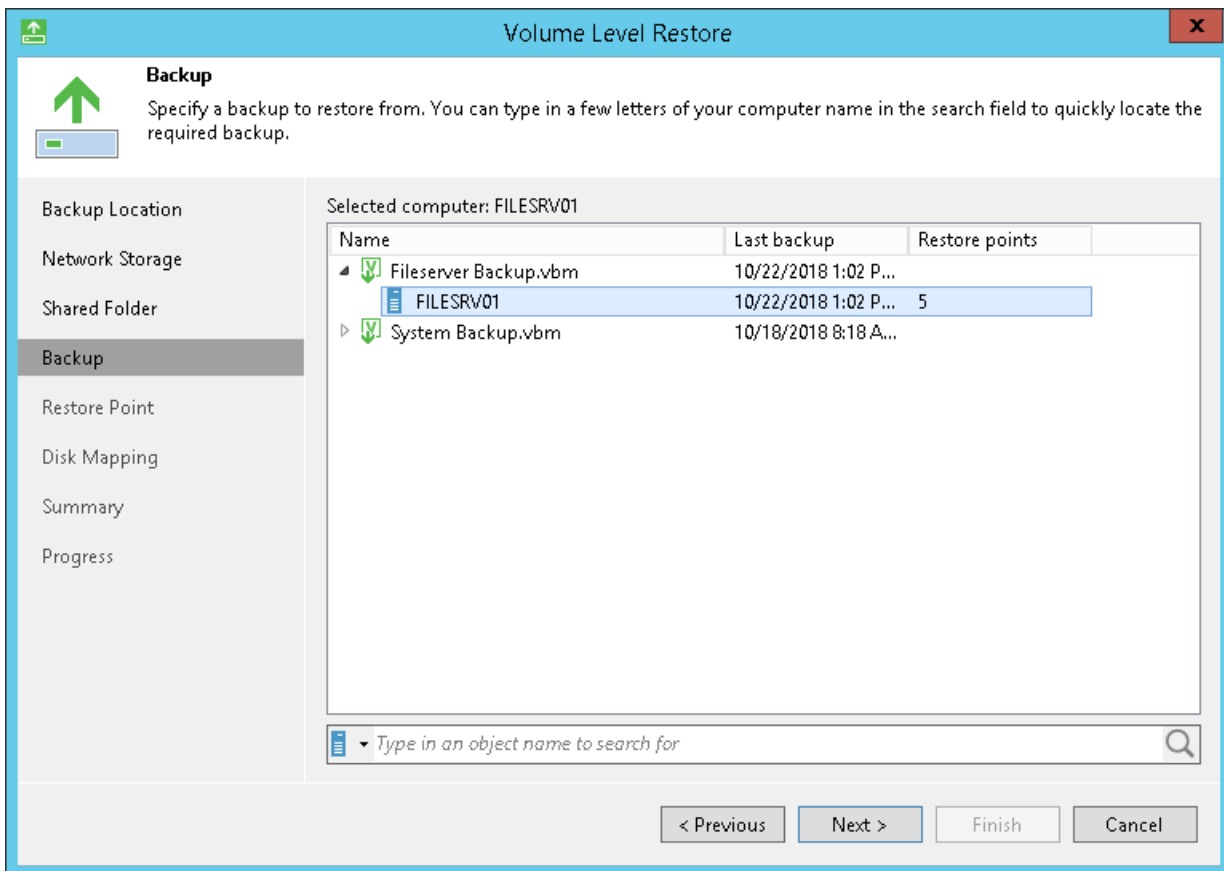 Volume Level Restore
x
Backup
Specify a backup to restore from. You can type in a few letters of your computer name in the search field to quickly locate the
required backup.
Backup Location
Network Storage
Shared Folder
Backup
Restore Point
Disk Mapping
Summary
Progress
Selected computer: FILESRV01
Name Last backup Restore points
Fileserver Backup.vbm 10/22/2018 1:02 P...
FILESRV01 10/22/2018 1:02 P... 5
System Backup.vbm 10/18/2018 8:18 A...
Type in an object name to search for
< Previous Next > Finish Cancel